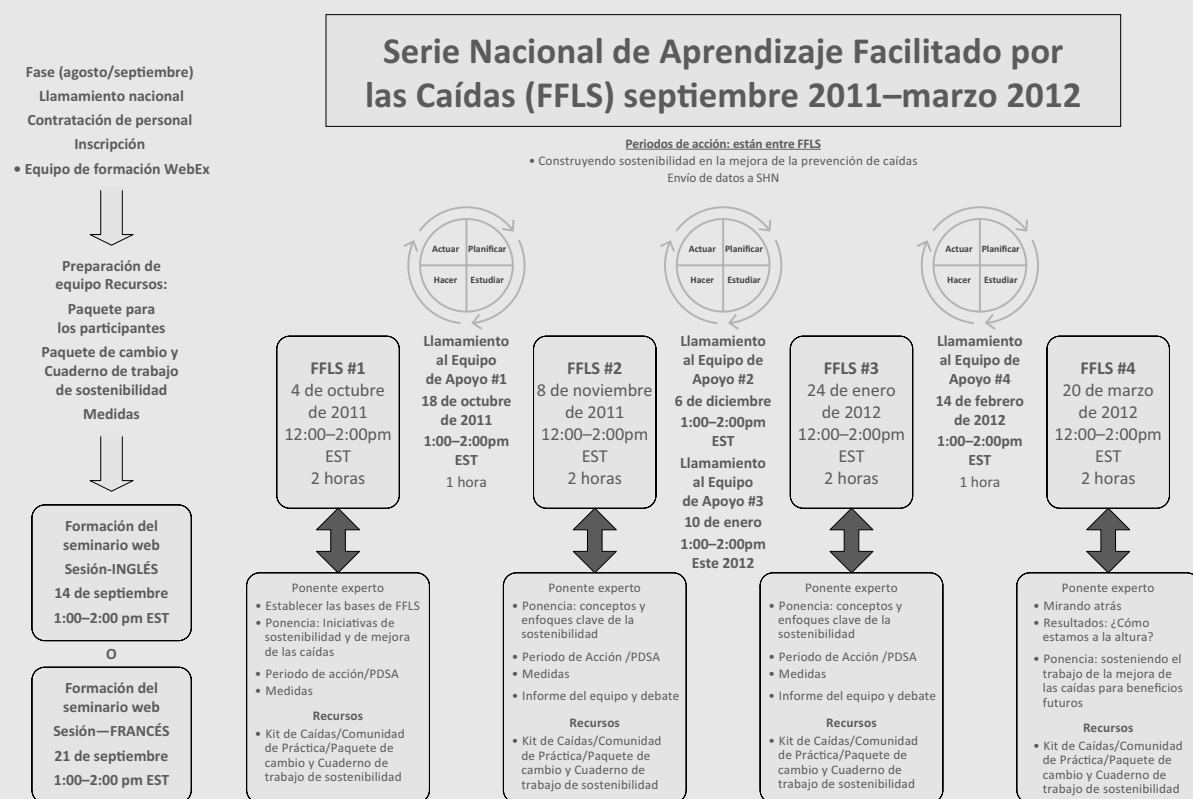 Serie Nacional de Aprendizaje Facilitado por
las Caídas (FFLS) septiembre 2011–marzo 2012
Fase (agosto/septiembre)
Llamamiento nacional
Contratación de personal
Inscripción
• Equipo de formación WebEx
Preparación de
equipo Recursos:
Paquete para
los participantes
Paquete de cambio y
Cuaderno de trabajo
de sostenibilidad
Medidas
Formación del
seminario web
Sesión-INGLÉS
14 de septiembre
1:00–2:00 pm EST
O
Formación del
seminario web
Sesión—FRANCÉS
21 de septiembre
1:00–2:00 pm EST
Periodos de acción: están entre FFLS
• Construyendo sostenibilidad en la mejora de la prevención de caídas
Envío de datos a SHN
Actuar Planificar
Hacer Estudiar
Actuar Planificar
Hacer Estudiar
Actuar Planificar
Hacer Estudiar
FFLS #1
4 de octubre
de 2011
12:00–2:00pm
EST
2 horas
Llamamiento
al Equipo
de Apoyo #1
18 de octubre
de 2011
1:00–2:00pm
EST
1 hora
FFLS #2
8 de noviembre
de 2011
12:00–2:00pm
EST
2 horas
Llamamiento
al Equipo de
Apoyo #2
6 de diciembre
1:00–2:00pm
EST
Llamamiento
al Equipo
de Apoyo #3
10 de enero
1:00–2:00pm
Este 2012
FFLS #3
24 de enero
de 2012
12:00–2:00pm
EST
2 horas
Llamamiento
al Equipo de
Apoyo #4
14 de febrero
de 2012
1:00–2:00pm
EST
1 hora
FFLS #4
20 de marzo
de 2012
12:00–2:00pm
EST
2 horas
Ponente experto
• Establecer las bases de FFLS
• Ponencia: Iniciativas de
sostenibilidad y de mejora
de las caídas
• Periodo de acción/PDSA
• Medidas
Recursos
• Kit de Caídas/Comunidad
de Práctica/Paquete de
cambio y Cuaderno de
trabajo de sostenibilidad
Ponente experto
• Ponencia: conceptos y
enfoques clave de la
sostenibilidad
• Periodo de Acción /PDSA
• Medidas
• Informe del equipo y debate
Recursos
• Kit de Caídas/Comunidad
de Práctica/Paquete de
cambio y Cuaderno de
trabajo de sostenibilidad
Ponente experto
• Ponencia: conceptos y
enfoques clave de la
sostenibilidad
• Periodo de Acción /PDSA
• Medidas
• Informe del equipo y debate
Recursos
• Kit de Caídas/Comunidad
de Práctica/Paquete de
cambio y Cuaderno de
trabajo de sostenibilidad
Ponente experto
• Mirando atrás
• Resultados: ¿Cómo
estamos a la altura?
• Ponencia: sosteniendo el
trabajo de la mejora de
las caídas para beneficios
futuros
Recursos
• Kit de Caídas/Comunidad
de Práctica/Paquete de
cambio y Cuaderno de
trabajo de sostenibilidad